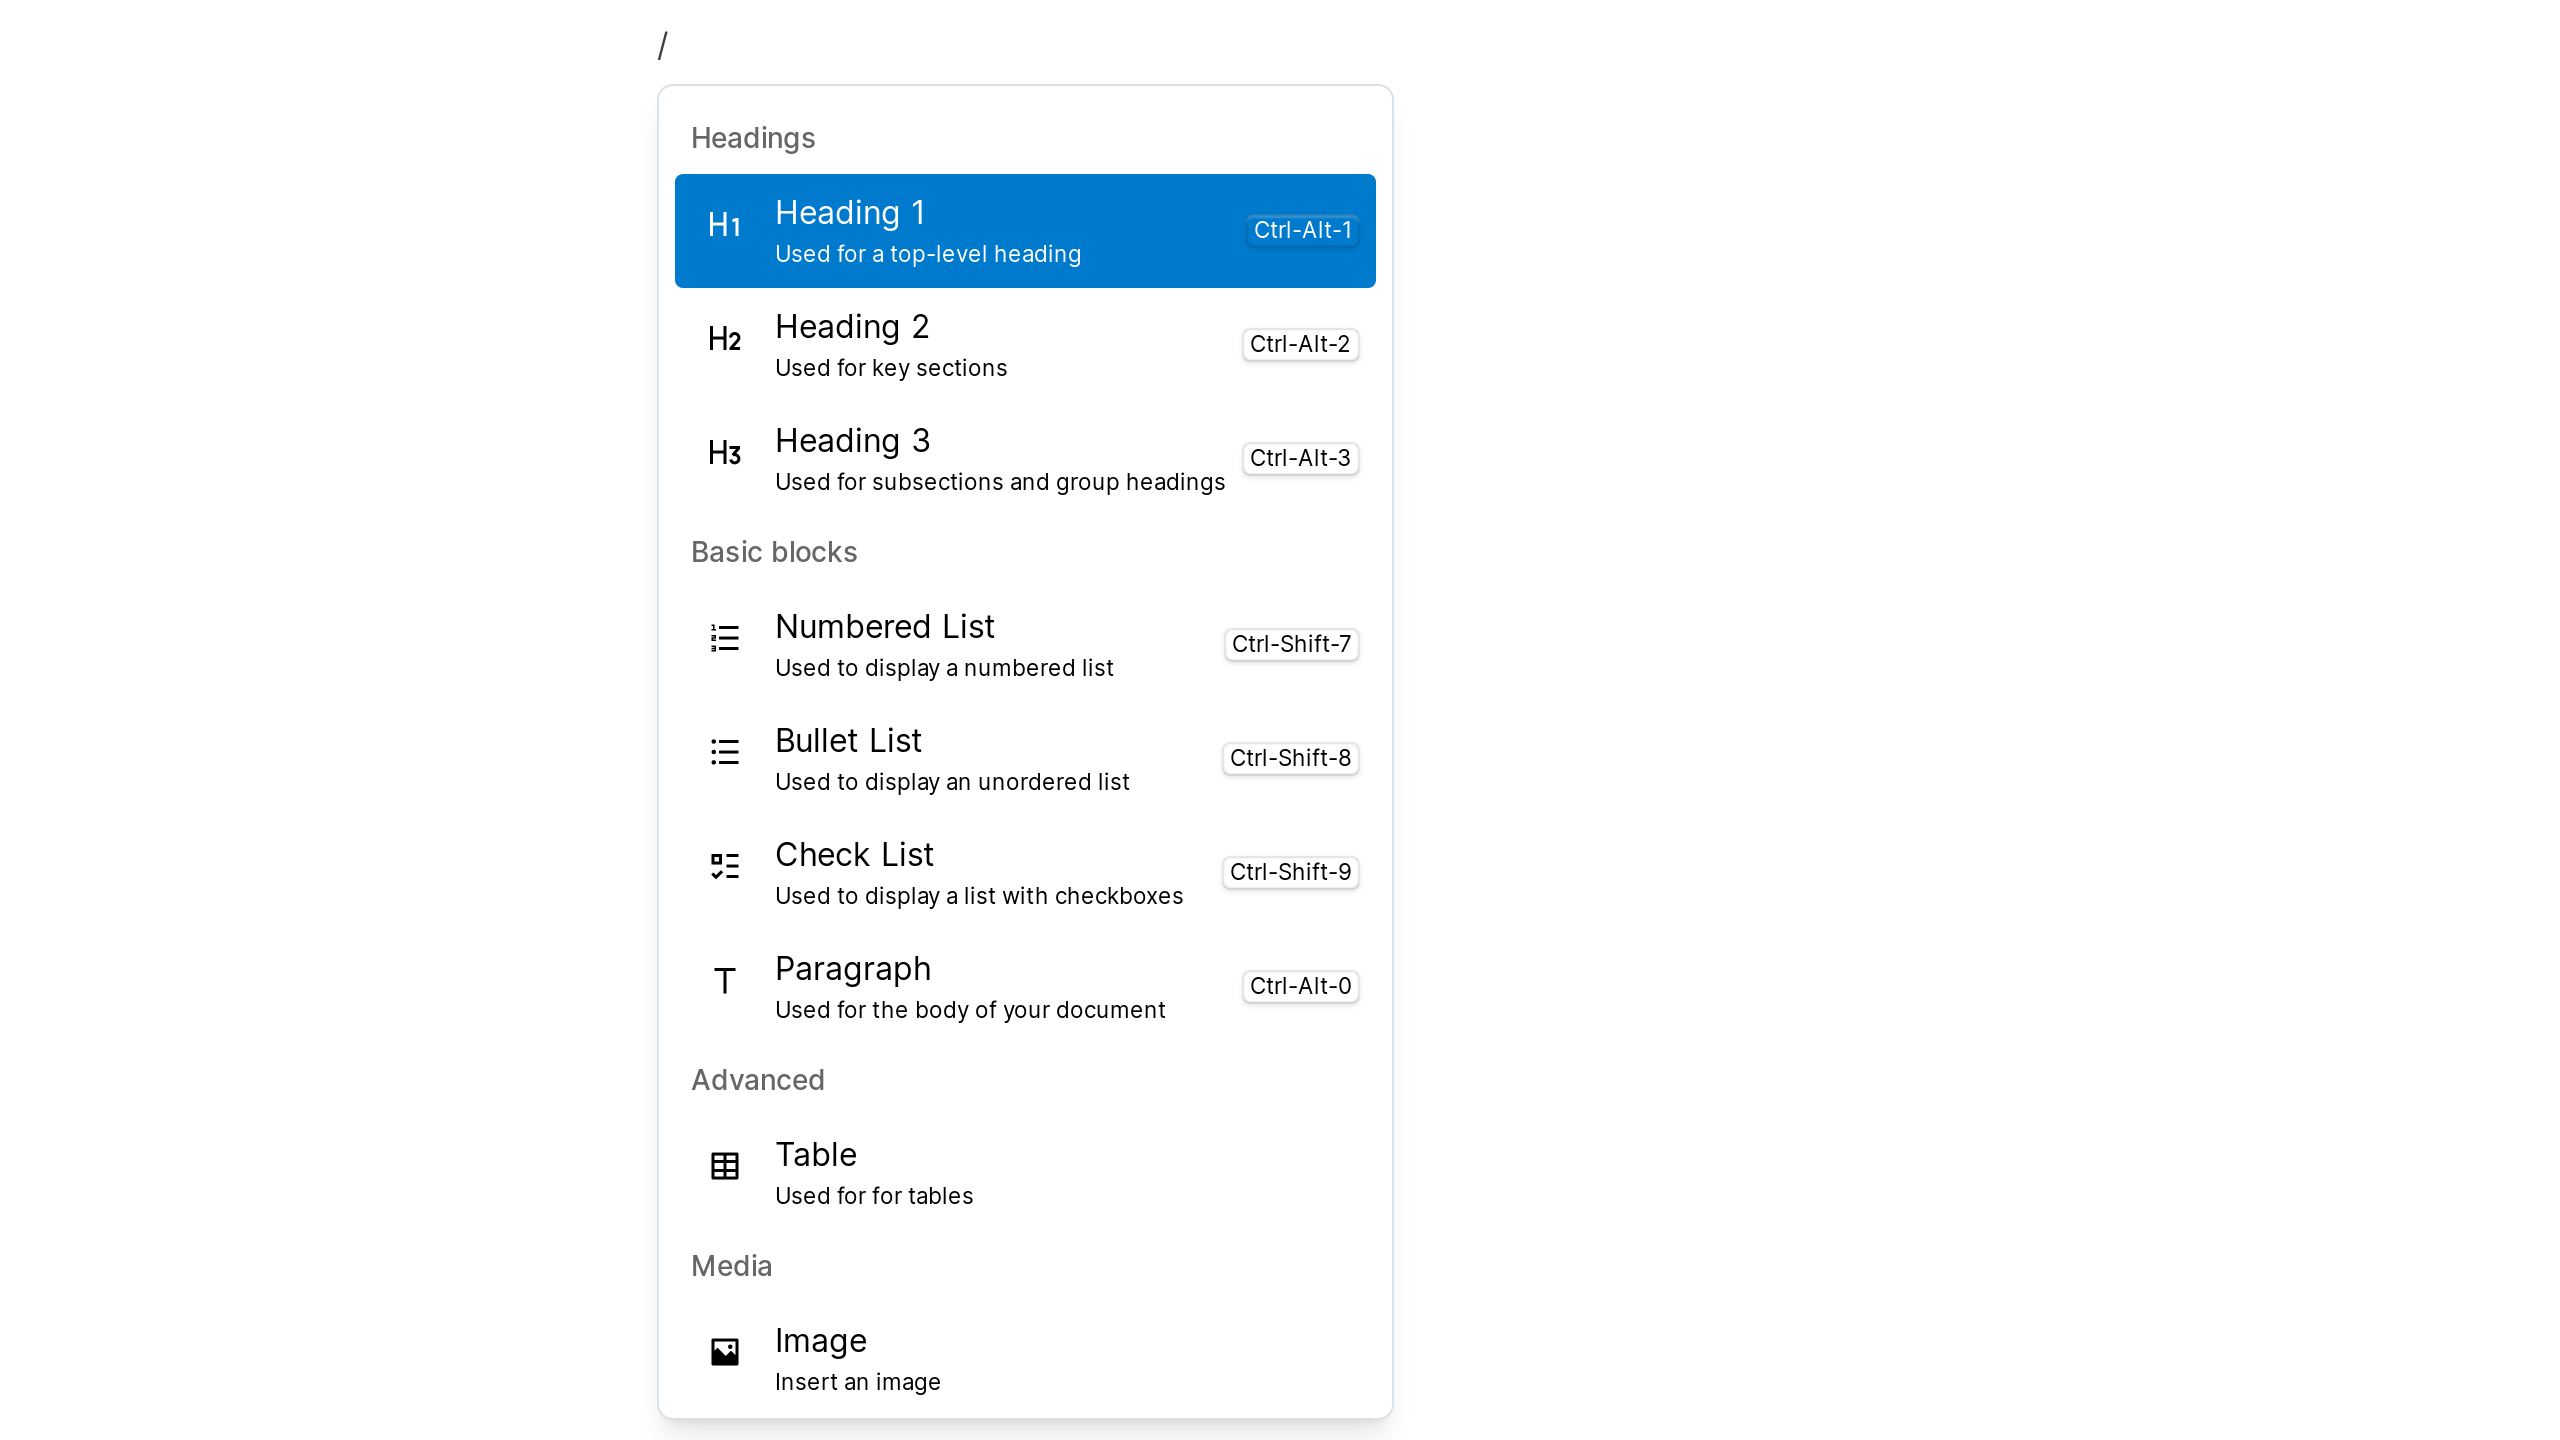 /
Headings
H1 Heading 1 Ctrl-Alt-1
Used for a top-level heading
H2 Heading 2 Ctrl-Alt-2
Used for key sections
H3 Heading 3 Ctrl-Alt-3
Used for subsections and group headings
Basic blocks
Numbered List Ctrl-Shift-7
Used to display a numbered list
Bullet List Ctrl-Shift-8
Used to display an unordered list
Check List Ctrl-Shift-9
Used to display a list with checkboxes
T Paragraph Ctrl-Alt-0
Used for the body of your document
Advanced
Table
Used for for tables
Media
Image
Insert an image